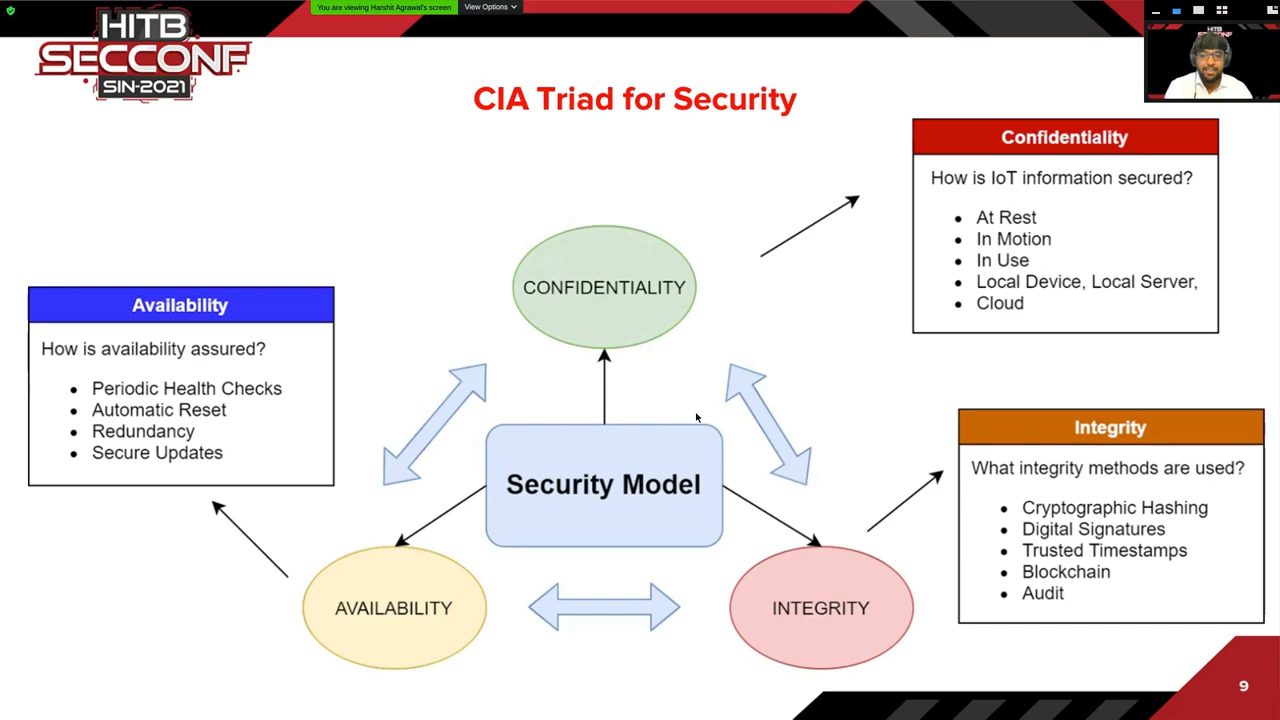 You are viewing Harshit Agrawal's screen
View Options
HITB
SECCONF
SIN-2021
HITB
CIA Triad for Security
Confidentiality
How is IoT information secured?
• At Rest
• In Motion
• In Use
• Local Device, Local Server,
• Cloud
CONFIDENTIALITY
Availability
How is availability assured?
• Periodic Health Checks
• Automatic Reset
• Redundancy
• Secure Updates
Security Model
Integrity
What integrity methods are used?
• Cryptographic Hashing
• Digital Signatures
• Trusted Timestamps
• Blockchain
• Audit
AVAILABILITY
INTEGRITY
9